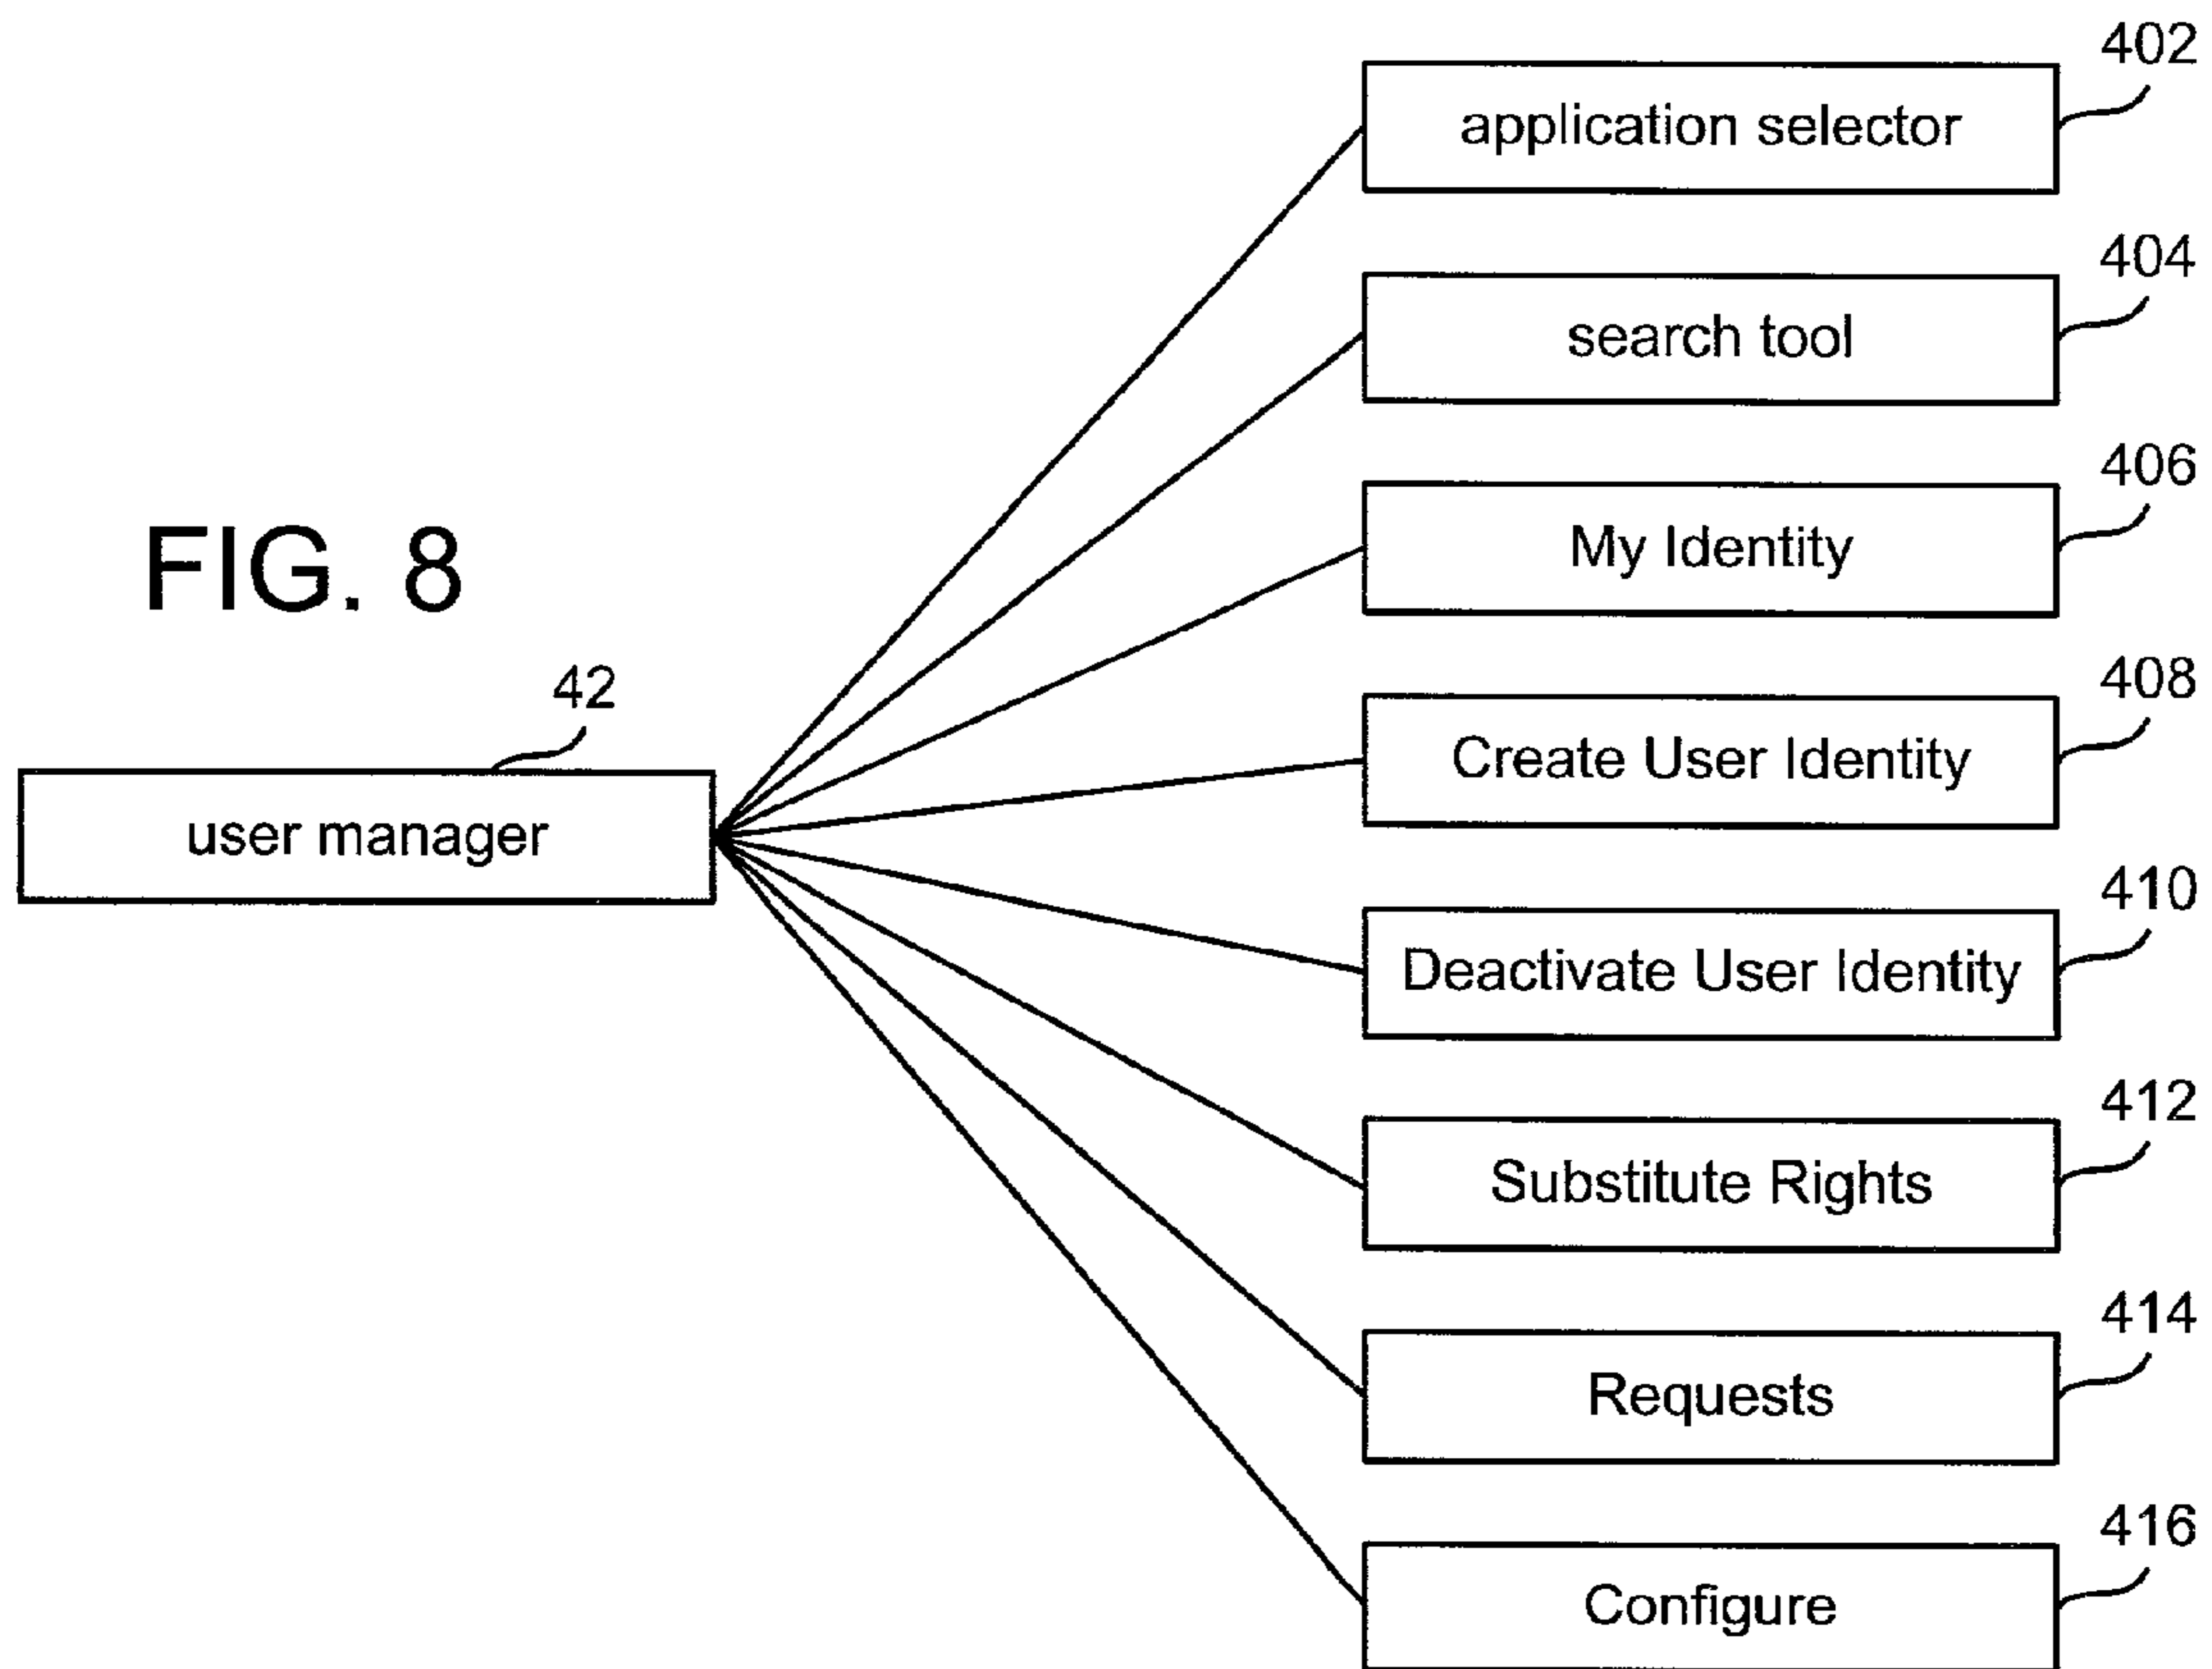 402
application selector
404
search tool
406
My Identity
FIG. 8
408
42
Create User Identity
user manager
410
Deactivate User Identity
412
Substitute Rights
414
Requests
416
Configure